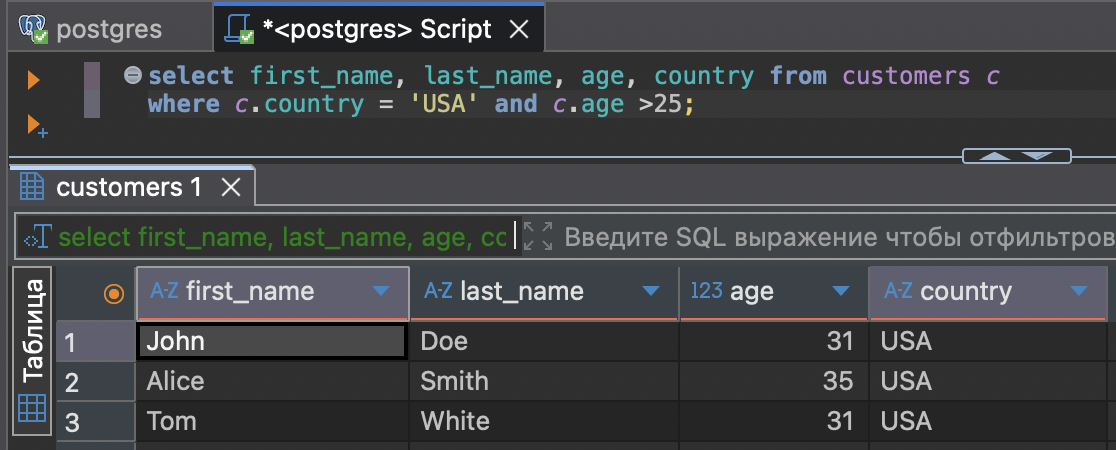 postgres
*<postgres> Script
select first_name, last_name, age, country from customers c
where c.country = 'USA' and c.age >25;
customers 1
select first_name, last_name, age, cc
Введите SQL выражение чтобы отфильтров
Таблица
A-Z first_name A-Z last_name 123 age A-Z country
1 John Doe 31 USA
2 Alice Smith 35 USA
3 Tom White 31 USA